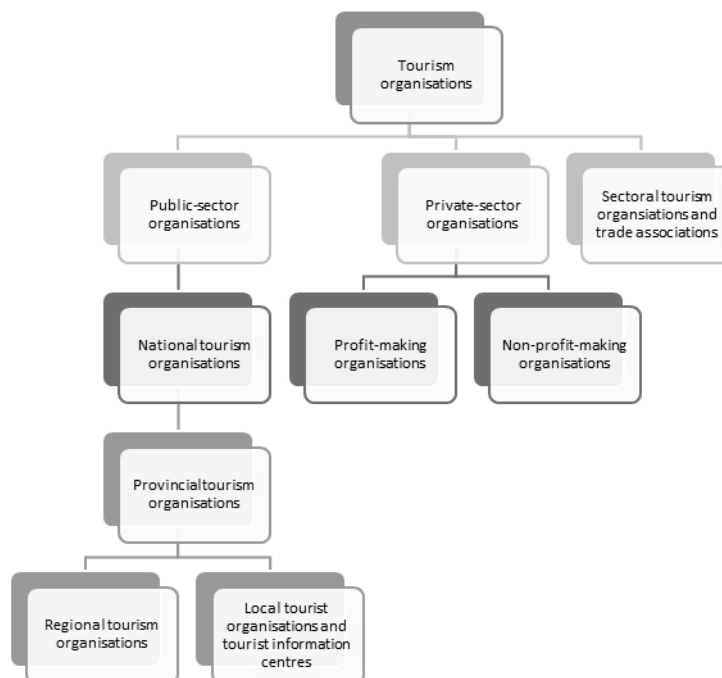 Tourism
organisations
Public-sector
organisations
Private-sector
organisations
Sectoral tourism
organsiations and
trade associations
National tourism
organisations
Profit-making
organisations
Non-profit-making
organisations
Provincial tourism
organisations
Regional tourism
organisations
Local tourist
organisations and
tourist information
centres